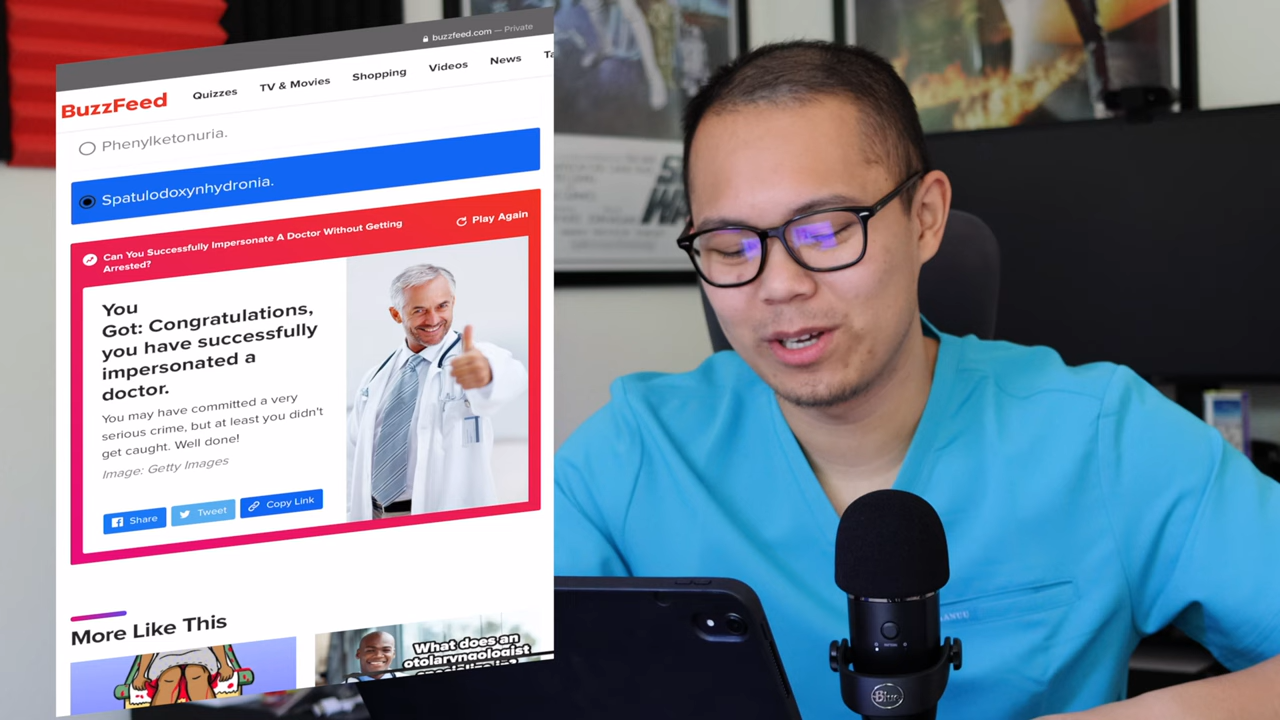 buzzfeed.com — Private
BuzzFeed
Quizzes TV & Movies Shopping Videos News
Phenylketonuria.
Spatulodoxynhydronia.
Can You Successfully Impersonate A Doctor Without Getting
Arrested?
Play Again
You
Got: Congratulations,
you have successfully
impersonated a
doctor.
You may have committed a very
serious crime, but at least you didn't
get caught. Well done!
Image: Getty Images
Share Tweet Copy Link
More Like This
What does an
otolaryngologist
Blue